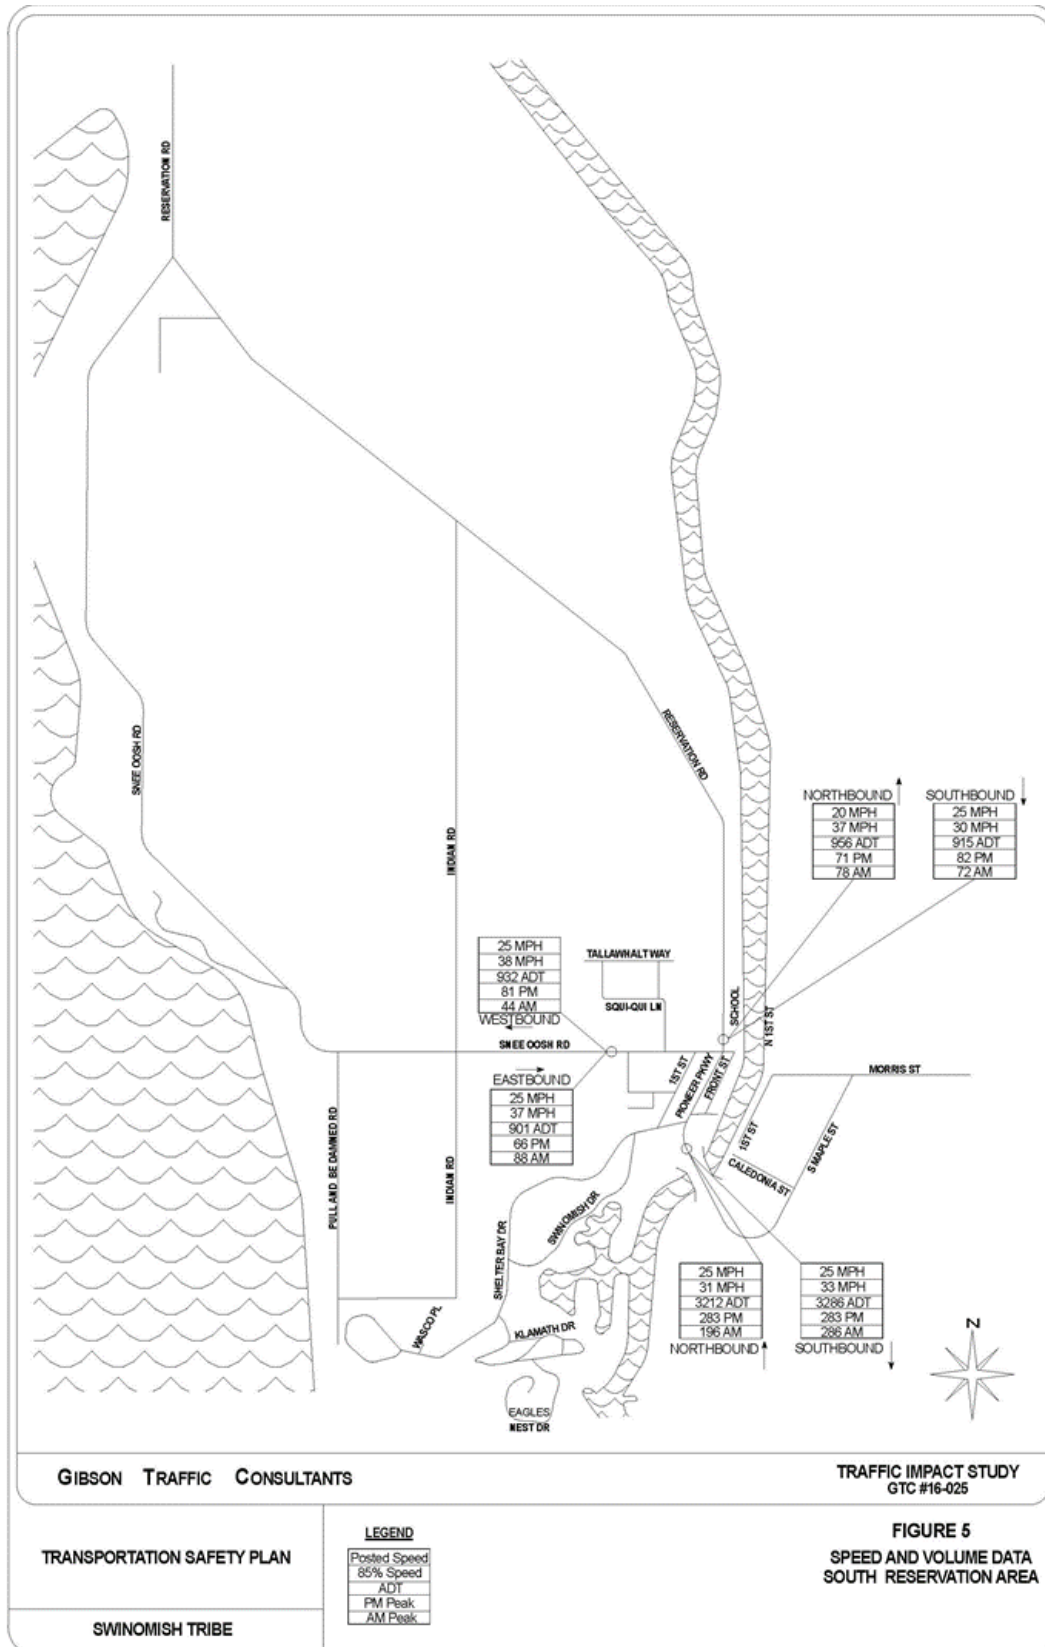 RESERVATION RD
SNEE OOSH RD
INDIAN RD
RESERVATION RD
NORTHBOUND
20 MPH
37 MPH
956 ADT
71 PM
78 AM
SOUTHBOUND
25 MPH
30 MPH
915 ADT
82 PM
72 AM
25 MPH
38 MPH
932 ADT
81 PM
44 AM
WESTBOUND
TALLAWHALT WAY
SQUI-QUI LN
SCHOOL
N 1ST ST
SNEE OOSH RD
EASTBOUND
25 MPH
37 MPH
901 ADT
66 PM
88 AM
1ST ST
PIONEER PKWY
FRONT ST
MORRIS ST
1ST ST
CALEDONIA ST
S MAPLE ST
PULL AND BE DAMNED RD
INDIAN RD
SHELTER BAY DR
SWINOMISH DR
WASCO PL
KLAMATH DR
EAGLES
NEST DR
25 MPH
31 MPH
3212 ADT
283 PM
196 AM
NORTHBOUND
25 MPH
33 MPH
3286 ADT
283 PM
286 AM
SOUTHBOUND
N
GIBSON TRAFFIC CONSULTANTS
TRAFFIC IMPACT STUDY
GTC #16-025
TRANSPORTATION SAFETY PLAN
SWINOMISH TRIBE
LEGEND
Posted Speed
85% Speed
ADT
PM Peak
AM Peak
FIGURE 5
SPEED AND VOLUME DATA
SOUTH RESERVATION AREA